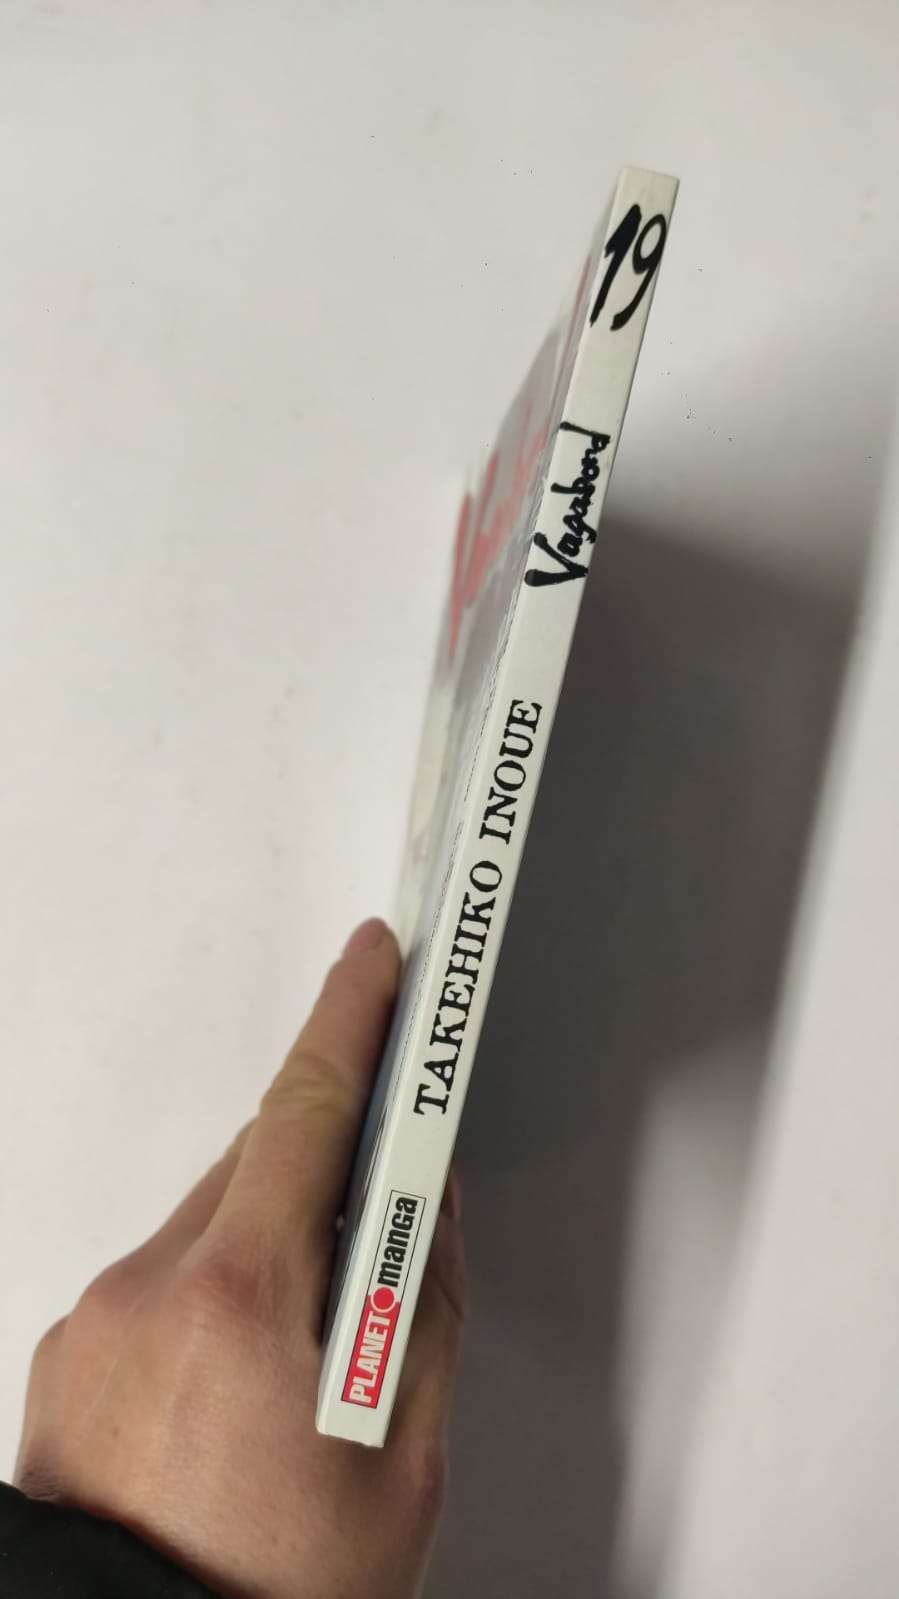 19
Vagabond
TAKEHIKO INOUE
PLANET manga